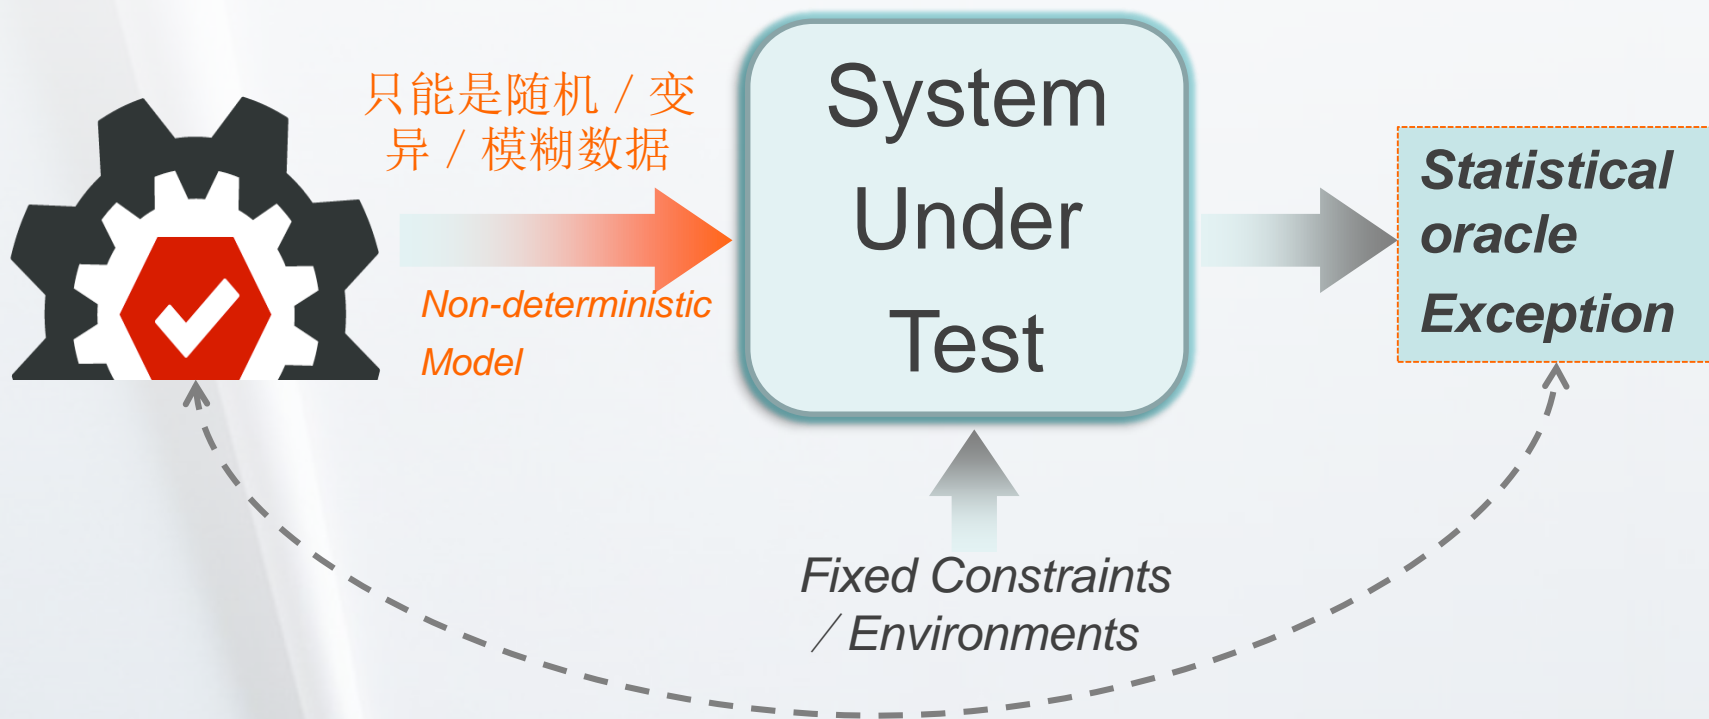 只能是随机／变
异／模糊数据
Non-deterministic
Model
System
Under
Test
Statistical
oracle
Exception
Fixed Constraints
／Environments